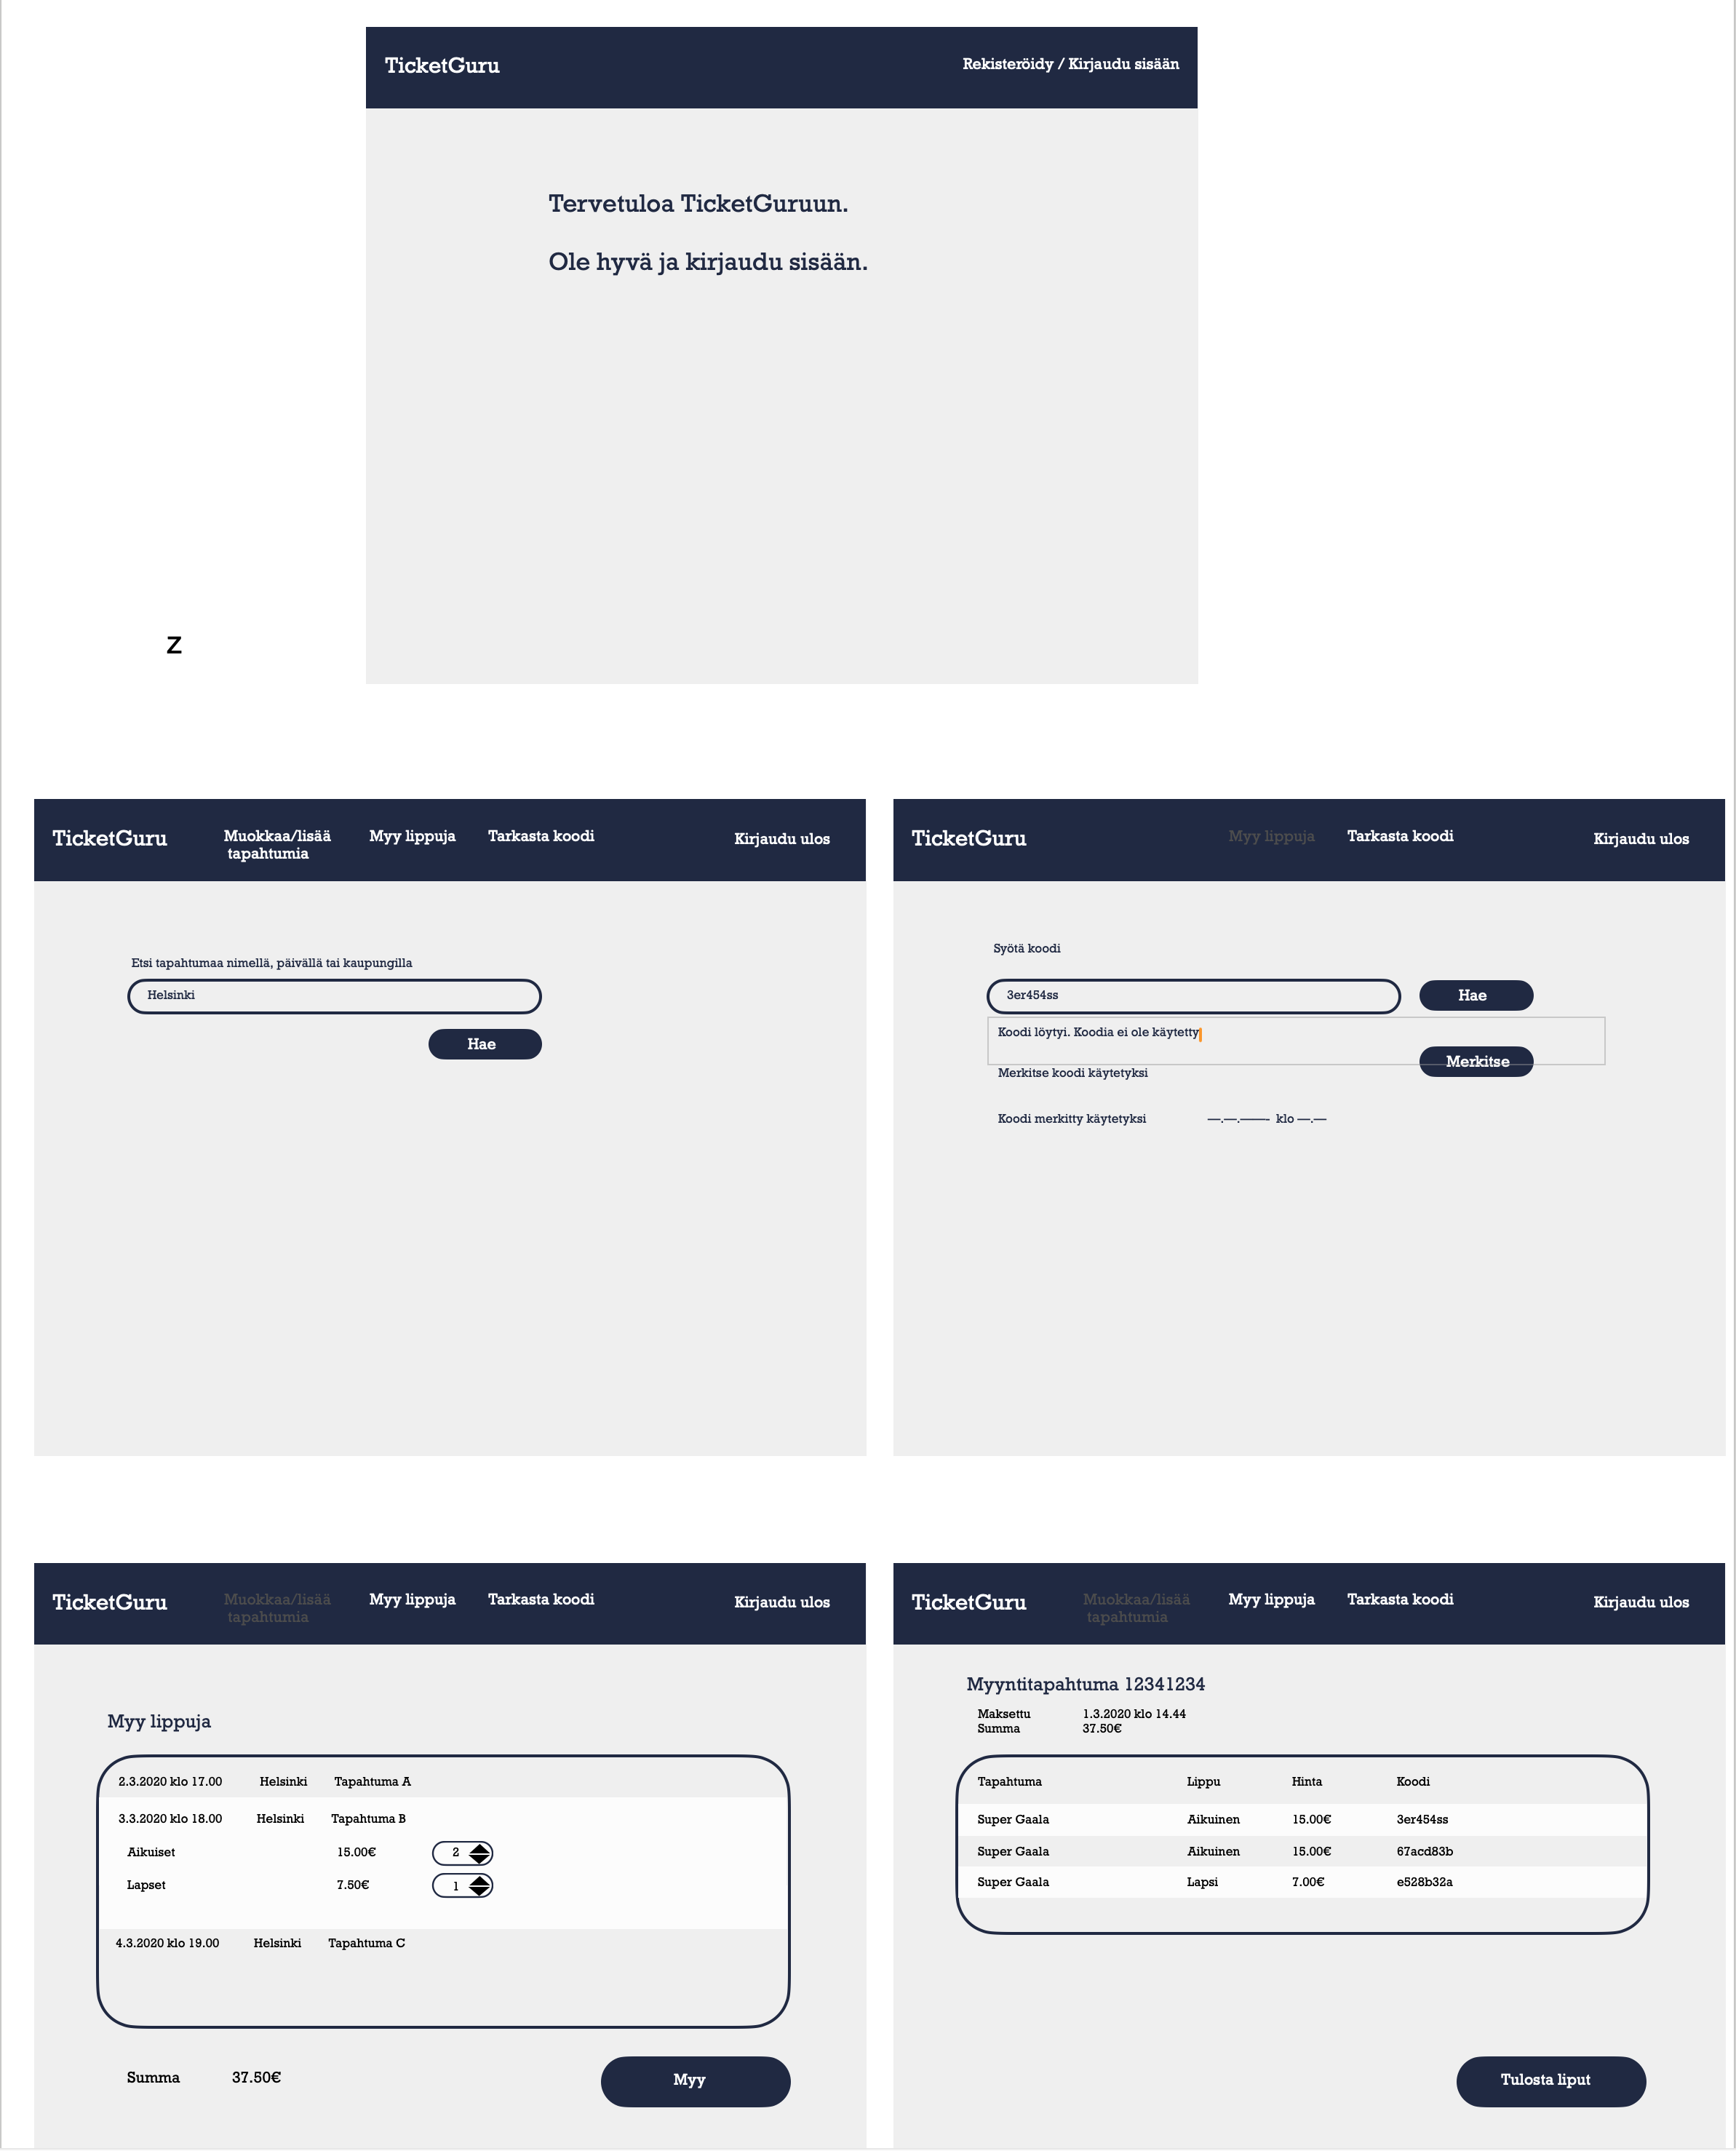 TicketGuru
Rekisteröidy / Kirjaudu sisään
Tervetuloa TicketGuruun.
Ole hyvä ja kirjaudu sisään.
z
TicketGuru
Muokkaa/lisää
tapahtumia
Myy lippuja
Tarkasta koodi
Kirjaudu ulos
Etsi tapahtumaa nimellä, päivällä tai kaupungilla
Helsinki
Hae
TicketGuru
Myy lippuja
Tarkasta koodi
Kirjaudu ulos
Syötä koodi
3er454ss
Hae
Koodi löytyi. Koodia ei ole käytetty
Merkitse
Merkitse koodi käytetyksi
Koodi merkitty käytetyksi —.—.——- klo —.—
TicketGuru
Muokkaa/lisää
tapahtumia
Myy lippuja
Tarkasta koodi
Kirjaudu ulos
Myy lippuja
2.3.2020 klo 17.00 Helsinki Tapahtuma A
3.3.2020 klo 18.00 Helsinki Tapahtuma B
Aikuiset 15.00€ 2
Lapset 7.50€ 1
4.3.2020 klo 19.00 Helsinki Tapahtuma C
Summa 37.50€
Myy
TicketGuru
Muokkaa/lisää
tapahtumia
Myy lippuja
Tarkasta koodi
Kirjaudu ulos
Myyntitapahtuma 12341234
Maksettu 1.3.2020 klo 14.44
Summa 37.50€
Tapahtuma Lippu Hinta Koodi
Super Gaala Aikuinen 15.00€ 3er454ss
Super Gaala Aikuinen 15.00€ 67acd83b
Super Gaala Lapsi 7.00€ e528b32a
Tulosta liput